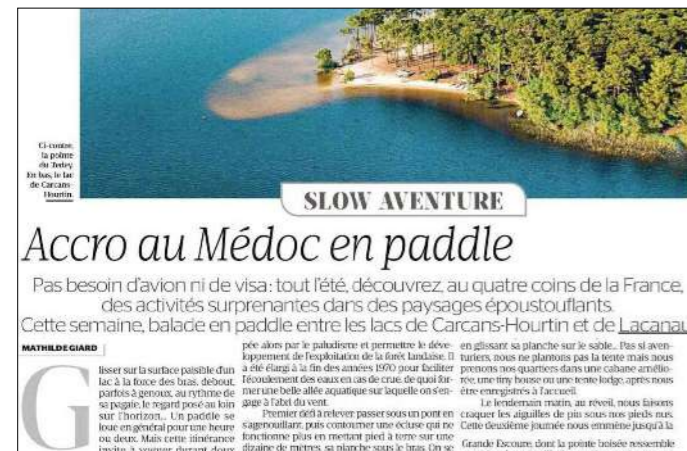 Ci-contre,
la pointe
du Tedey.
En bas, le lac
de Carcans-
Hourtin.
SLOW AVENTURE
Accro au Médoc en paddle
Pas besoin d'avion ni de visa : tout l'été, découvrez, au quatre coins de la France,
des activités surprenantes dans des paysages époustouflants.
Cette semaine, balade en paddle entre les lacs de Carcans-Hourtin et de Lacanau
MATHILDE GIARD
Glisser sur la surface paisible d'un
lac à la force des bras, debout,
parfois à genoux, au rythme de
sa pagaie, le regard posé au loin
sur l'horizon... Un paddle se
loue en général pour une heure
ou deux. Mais cette itinérance
invite à voguer durant deux
pée alors par le paludisme et permettre le déve-
loppement de l'exploitation de la forêt landaise. Il
a été élargi à la fin des années 1970 pour faciliter
l'écoulement des eaux en cas de crue, de quoi for-
mer une belle allée aquatique sur laquelle on s'en-
gage à l'abri du vent.
Premier défi à relever passer sous un pont en
s'agenouillant, puis contourner une écluse qui ne
fonctionne plus en mettant pied à terre sur une
dizaine de mètres, sa planche sous le bras. On se
en glissant sa planche sur le sable... Pas si aven-
turiers, nous ne plantons pas la tente mais nous
prenons nos quartiers dans une cabane amélio-
rée, une tiny house ou une tente lodge, après nous
être enregistrés à l'accueil.
Le lendemain matin, au réveil, nous faisons
craquer les aiguilles de pin sous nos pieds nus.
Cette deuxième journée nous emmène jusqu'à la
Grande Escoure, dont la pointe boisée ressemble